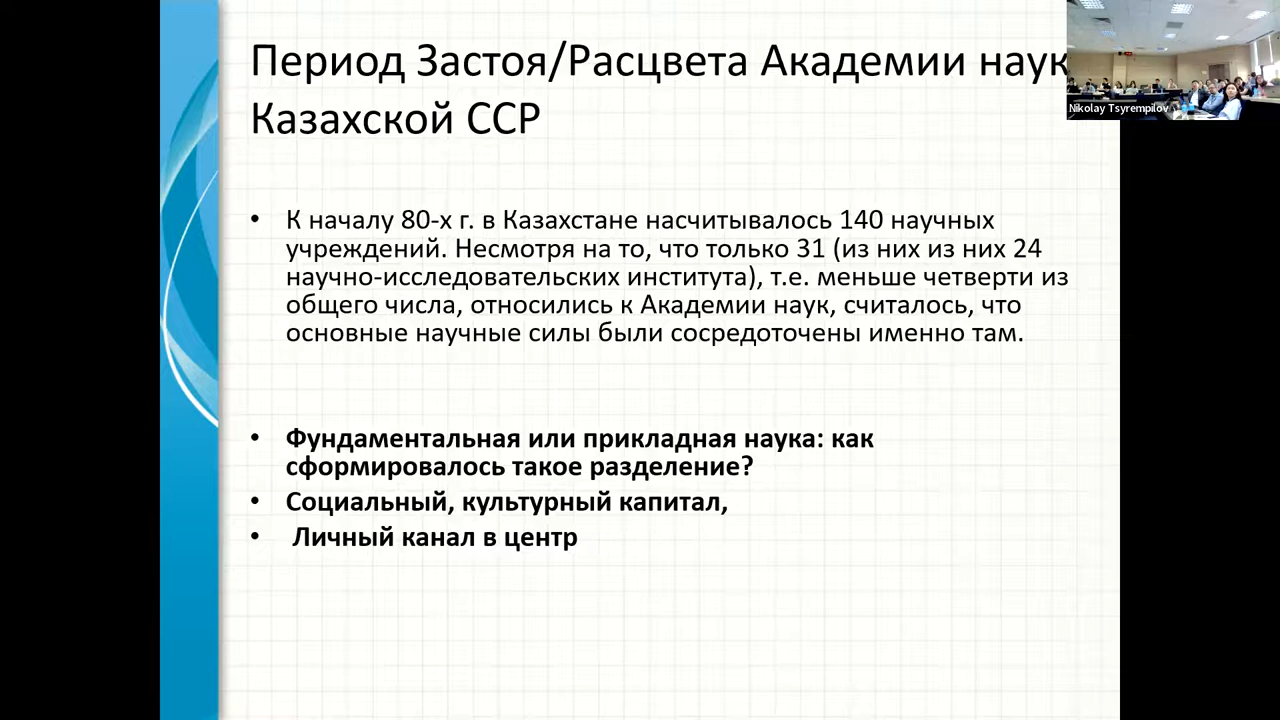 Период Застоя/Расцвета Академии наук
Казахской ССР
Nikolay Tsyrempilov
• К началу 80-х г. в Казахстане насчитывалось 140 научных
учреждений. Несмотря на то, что только 31 (из них из них 24
научно-исследовательских института), т.е. меньше четверти из
общего числа, относились к Академии наук, считалось, что
основные научные силы были сосредоточены именно там.
• Фундаментальная или прикладная наука: как
сформировалось такое разделение?
• Социальный, культурный капитал,
• Личный канал в центр